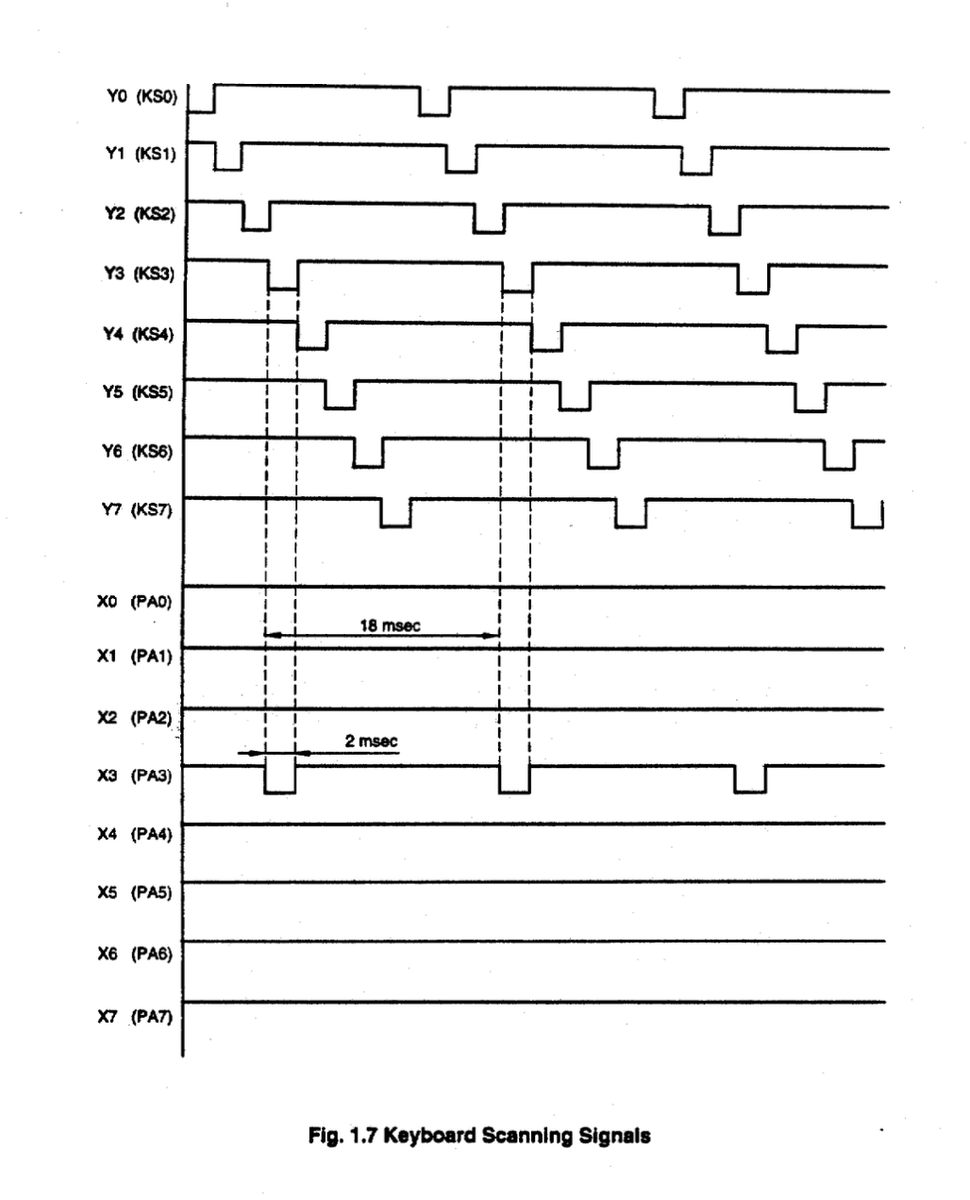 Y0 (KS0)
Y1 (KS1)
Y2 (KS2)
Y3 (KS3)
Y4 (KS4)
Y5 (KS5)
Y6 (KS6)
Y7 (KS7)
X0 (PA0)
18 msec
X1 (PA1)
X2 (PA2)
2 msec
X3 (PA3)
X4 (PA4)
X5 (PA5)
X6 (PA6)
X7 (PA7)
Fig. 1.7 Keyboard Scanning Signals